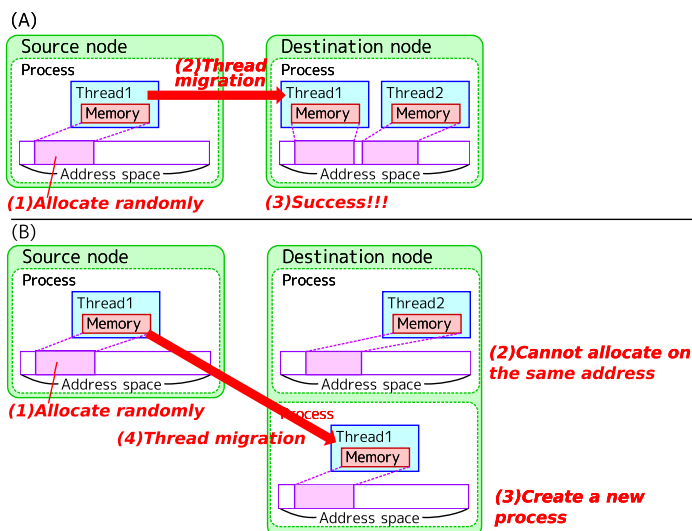 (A)
Source node
Process
Thread1
Memory
Address space
(1)Allocate randomly
(2)Thread
migration
Destination node
Process
Thread1
Memory
Thread2
Memory
Address space
(3)Success!!!
(B)
Source node
Process
Thread1
Memory
Address space
(1)Allocate randomly
(4)Thread migration
Destination node
Process
Thread2
Memory
Address space
(2)Cannot allocate on
the same address
Process
Thread1
Memory
Address space
(3)Create a new
process